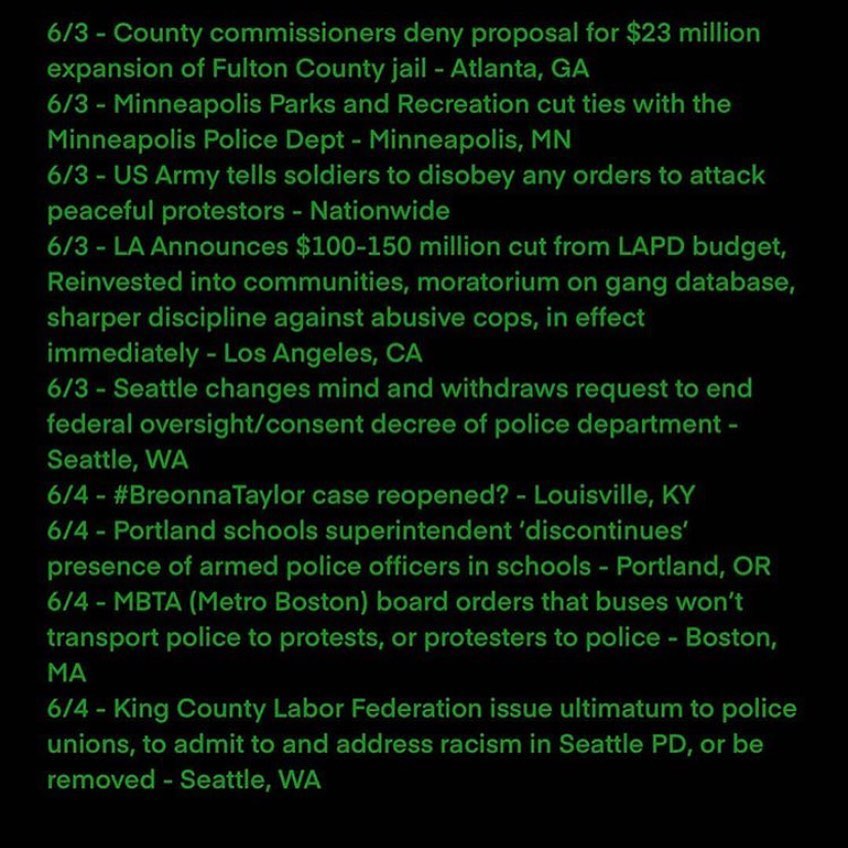 6/3 - County commissioners deny proposal for $23 million
expansion of Fulton County jail - Atlanta, GA
6/3 - Minneapolis Parks and Recreation cut ties with the
Minneapolis Police Dept - Minneapolis, MN
6/3 - US Army tells soldiers to disobey any orders to attack
peaceful protestors - Nationwide
6/3 - LA Announces $100-150 million cut from LAPD budget,
Reinvested into communities, moratorium on gang database,
sharper discipline against abusive cops, in effect
immediately - Los Angeles, CA
6/3 - Seattle changes mind and withdraws request to end
federal oversight/consent decree of police department -
Seattle, WA
6/4 - #BreonnaTaylor case reopened? - Louisville, KY
6/4 - Portland schools superintendent ‘discontinues’
presence of armed police officers in schools - Portland, OR
6/4 - MBTA (Metro Boston) board orders that buses won’t
transport police to protests, or protesters to police - Boston,
MA
6/4 - King County Labor Federation issue ultimatum to police
unions, to admit to and address racism in Seattle PD, or be
removed - Seattle, WA